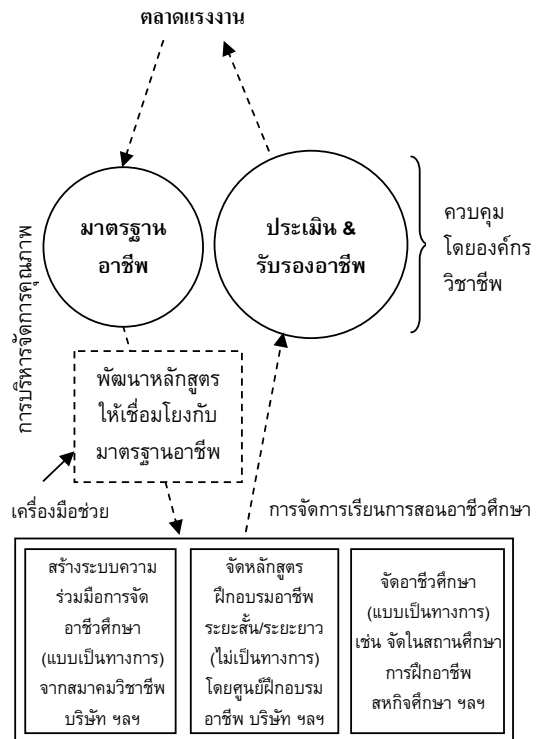 ตลาดแรงงาน
มาตรฐาน
อาชีพ
ประเมิน &
รับรองอาชีพ
ควบคุม
โดยองค์กร
วิชาชีพ
การบริหารจัดการคุณภาพ
พัฒนาหลักสูตร
ให้เชื่อมโยงกับ
มาตรฐานอาชีพ
เครื่องมือช่วย
การจัดการเรียนการสอนอาชีวศึกษา
สร้างระบบความ
ร่วมมือการจัด
อาชีวศึกษา
(แบบเป็นทางการ)
จากสมาคมวิชาชีพ
บริษัท ฯลฯ
จัดหลักสูตร
ฝึกอบรมอาชีพ
ระยะสั้น/ระยะยาว
(ไม่เป็นทางการ)
โดยศูนย์ฝึกอบรม
อาชีพ บริษัท ฯลฯ
จัดอาชีวศึกษา
(แบบเป็นทางการ)
เช่น จัดในสถานศึกษา
การฝึกอาชีพ
สหกิจศึกษา ฯลฯ